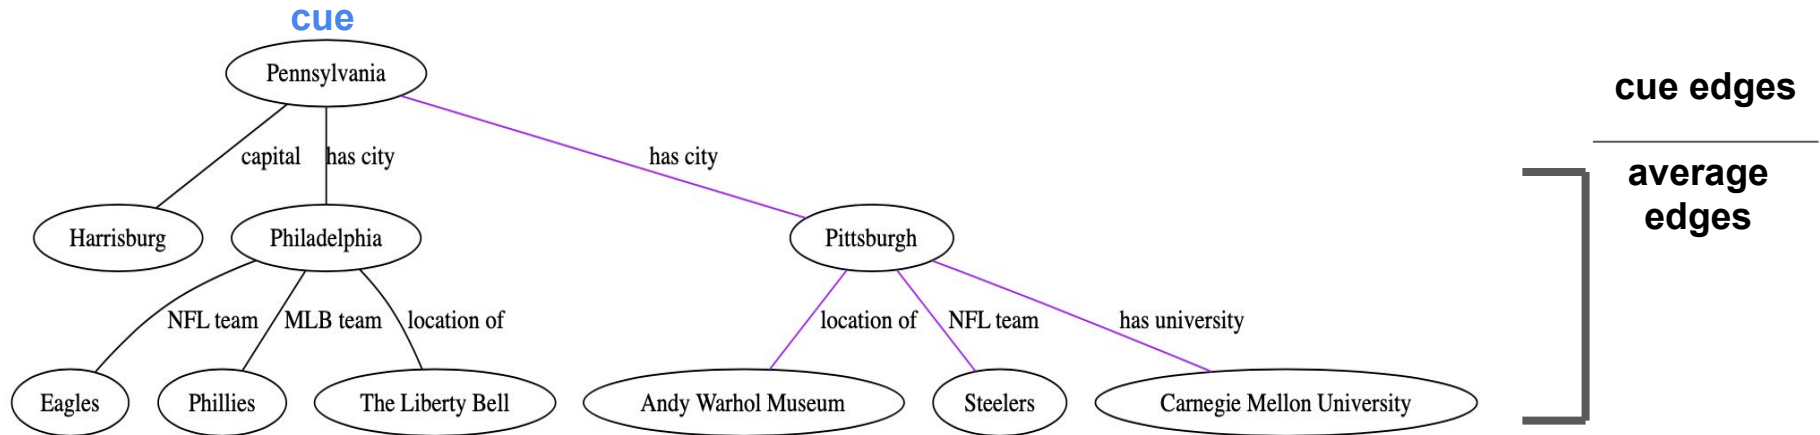 cue
Pennsylvania
cue edges
capital
has city
has city
average
edges
Harrisburg
Philadelphia
Pittsburgh
NFL team
MLB team
location of
location of
NFL team
has university
Eagles
Phillies
The Liberty Bell
Andy Warhol Museum
Steelers
Carnegie Mellon University